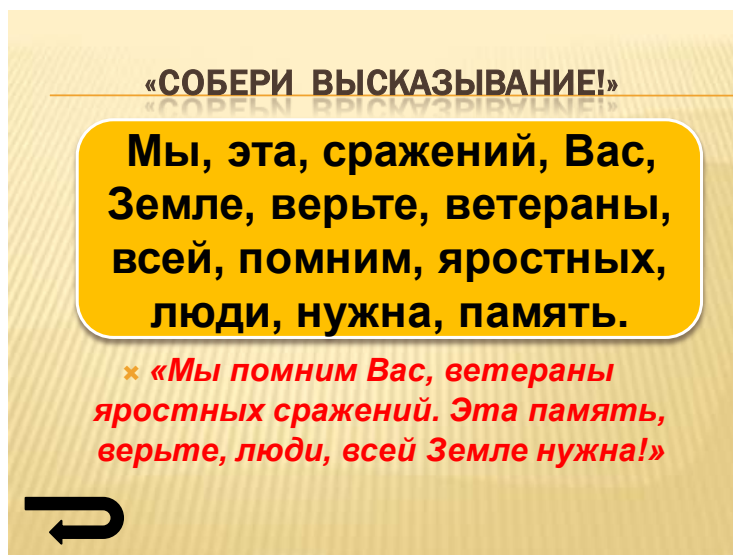 «СОБЕРИ ВЫСКАЗЫВАНИЕ!»
Мы, эта, сражений, Вас,
Земле, верьте, ветераны,
всей, помним, яростных,
люди, нужна, память.
«Мы помним Вас, ветераны
яростных сражений. Эта память,
верьте, люди, всей Земле нужна!»